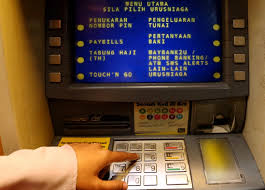 MENU UTAMA
SILA PILIH URUSNIAGA
PENUKARAN NOMBOR PIN
PENGELUARAN TUNAI
PAYBILLS
PERTANYAAN BAKI
TABUNG HAJI (TH)
MAYBANKU/ PHONE BANKING/ ATM SMS ALERTS
TOUCH'N GO
LAIN-LAIN URUSNIAGA